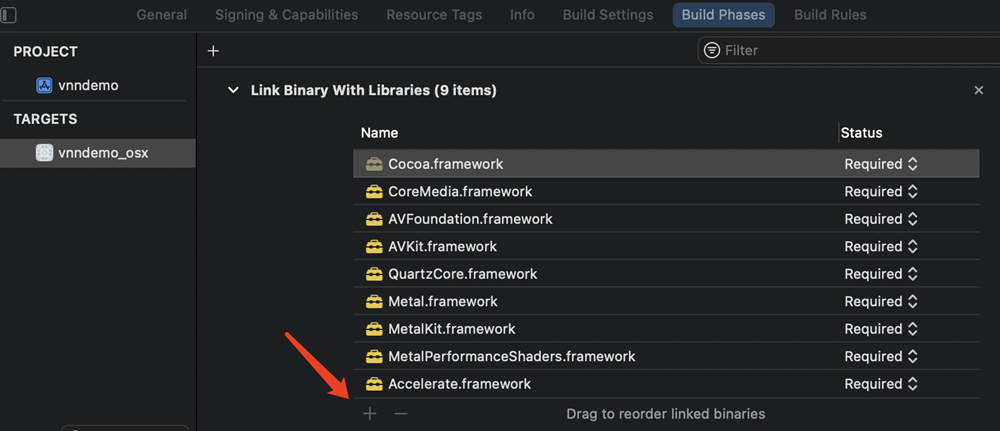 General Signing & Capabilities Resource Tags Info Build Settings Build Phases Build Rules
PROJECT
vnndemo
TARGETS
vnndemo_osx
Filter
Link Binary With Libraries (9 items)
Name Status
Cocoa.framework Required
CoreMedia.framework Required
AVFoundation.framework Required
AVKit.framework Required
QuartzCore.framework Required
Metal.framework Required
MetalKit.framework Required
MetalPerformanceShaders.framework Required
Accelerate.framework Required
Drag to reorder linked binaries